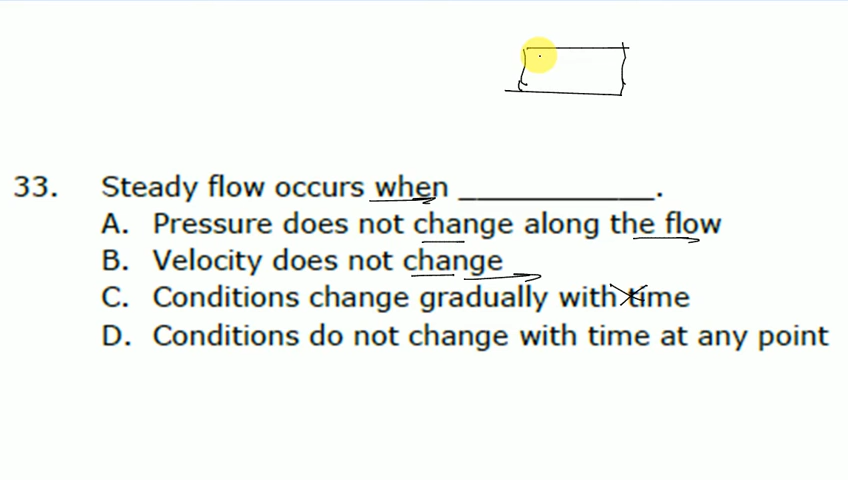 33. Steady flow occurs when ____________.
A. Pressure does not change along the flow
B. Velocity does not change
C. Conditions change gradually with time
D. Conditions do not change with time at any point